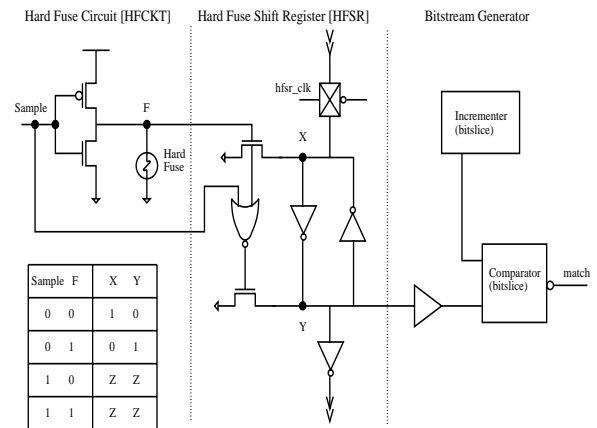 Hard Fuse Circuit [HFCKT]
Hard Fuse Shift Register [HFSR]
Bitstream Generator
hfsr_clk
Sample
F
Incrementer
(bitslice)
X
Hard
Fuse
Sample F X Y
0 0 1 0
0 1 0 1
1 0 Z Z
1 1 Z Z
Comparator
(bitslice)
match
Y